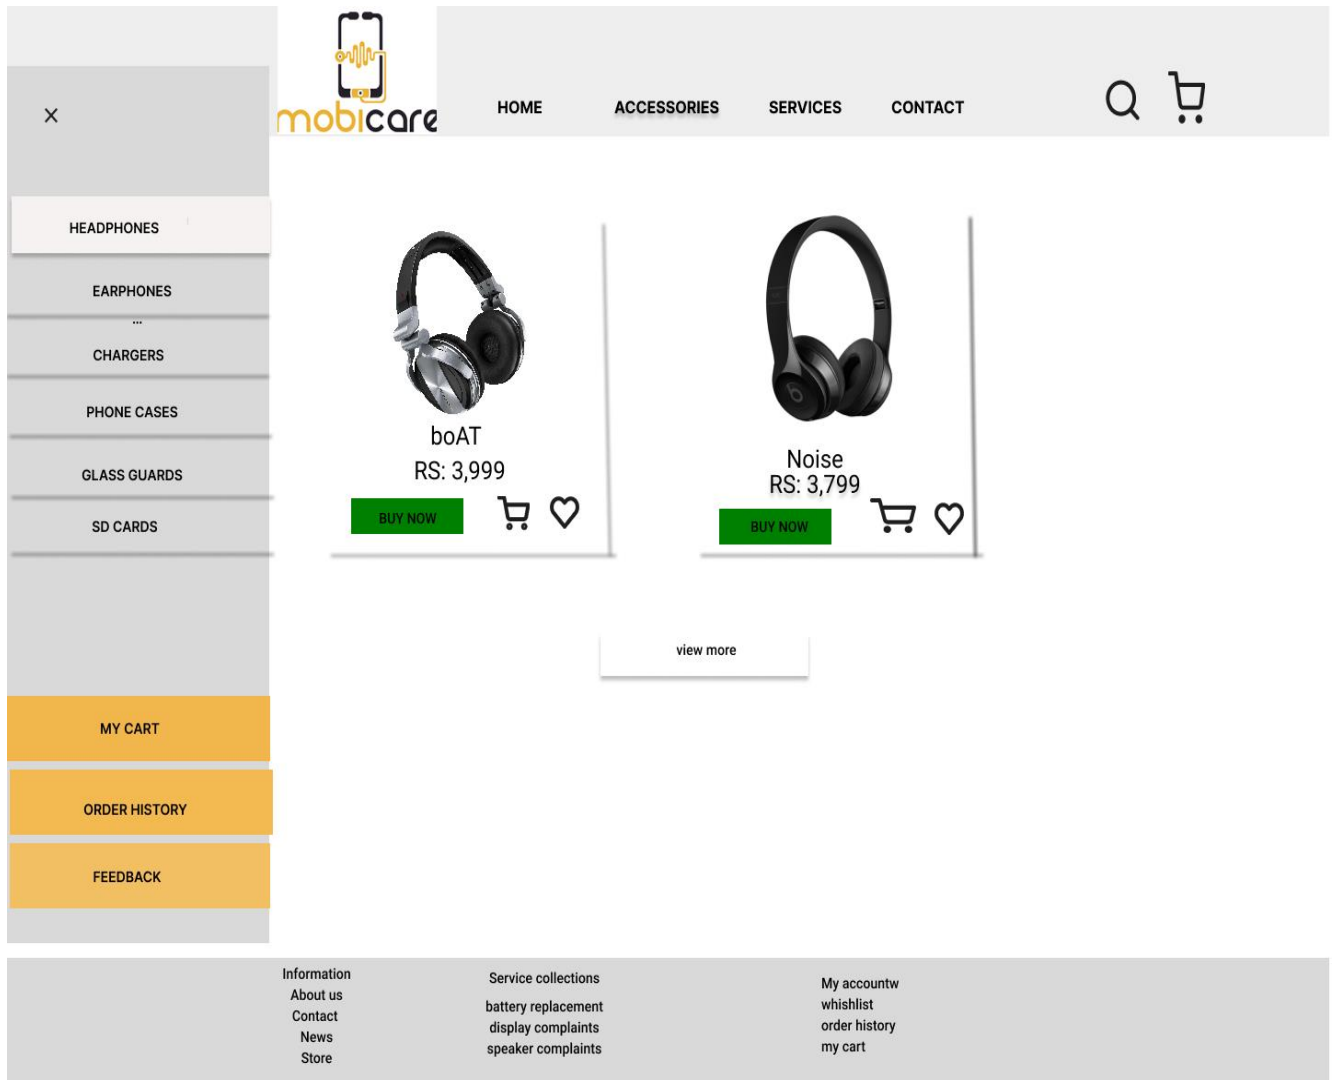 mobicare
HOME
ACCESSORIES
SERVICES
CONTACT
HEADPHONES
EARPHONES
...
CHARGERS
PHONE CASES
GLASS GUARDS
SD CARDS
boAT
RS: 3,999
BUY NOW
b
Noise
RS: 3,799
BUY NOW
view more
MY CART
ORDER HISTORY
FEEDBACK
Information
About us
Contact
News
Store
Service collections
battery replacement
display complaints
speaker complaints
My accountw
whishlist
order history
my cart